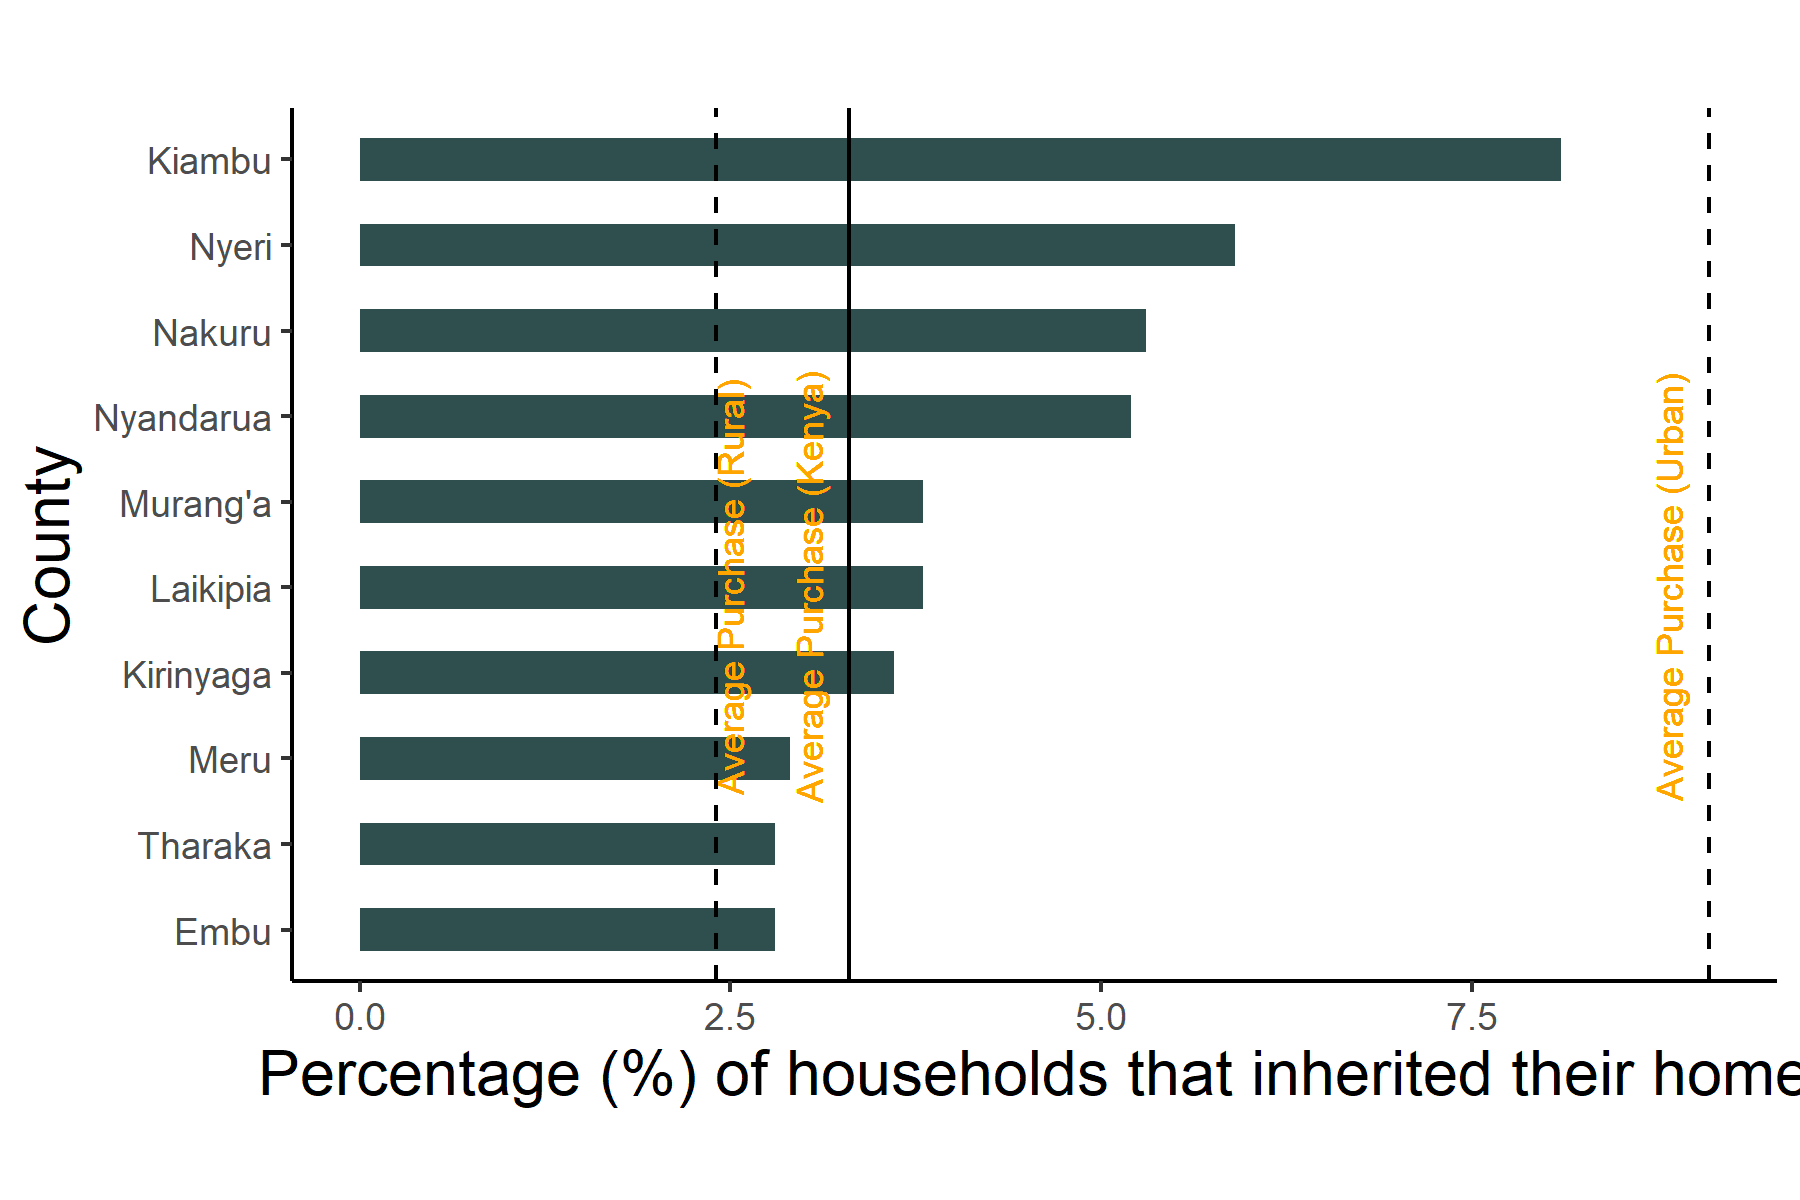 County
Kiambu
Nyeri
Nakuru
Nyandarua
Murang'a
Laikipia
Kirinyaga
Meru
Tharaka
Embu
Average Purchase (Rural)
Average Purchase (Kenya)
Average Purchase (Urban)
0.0
2.5
5.0
7.5
Percentage (%) of households that inherited their home